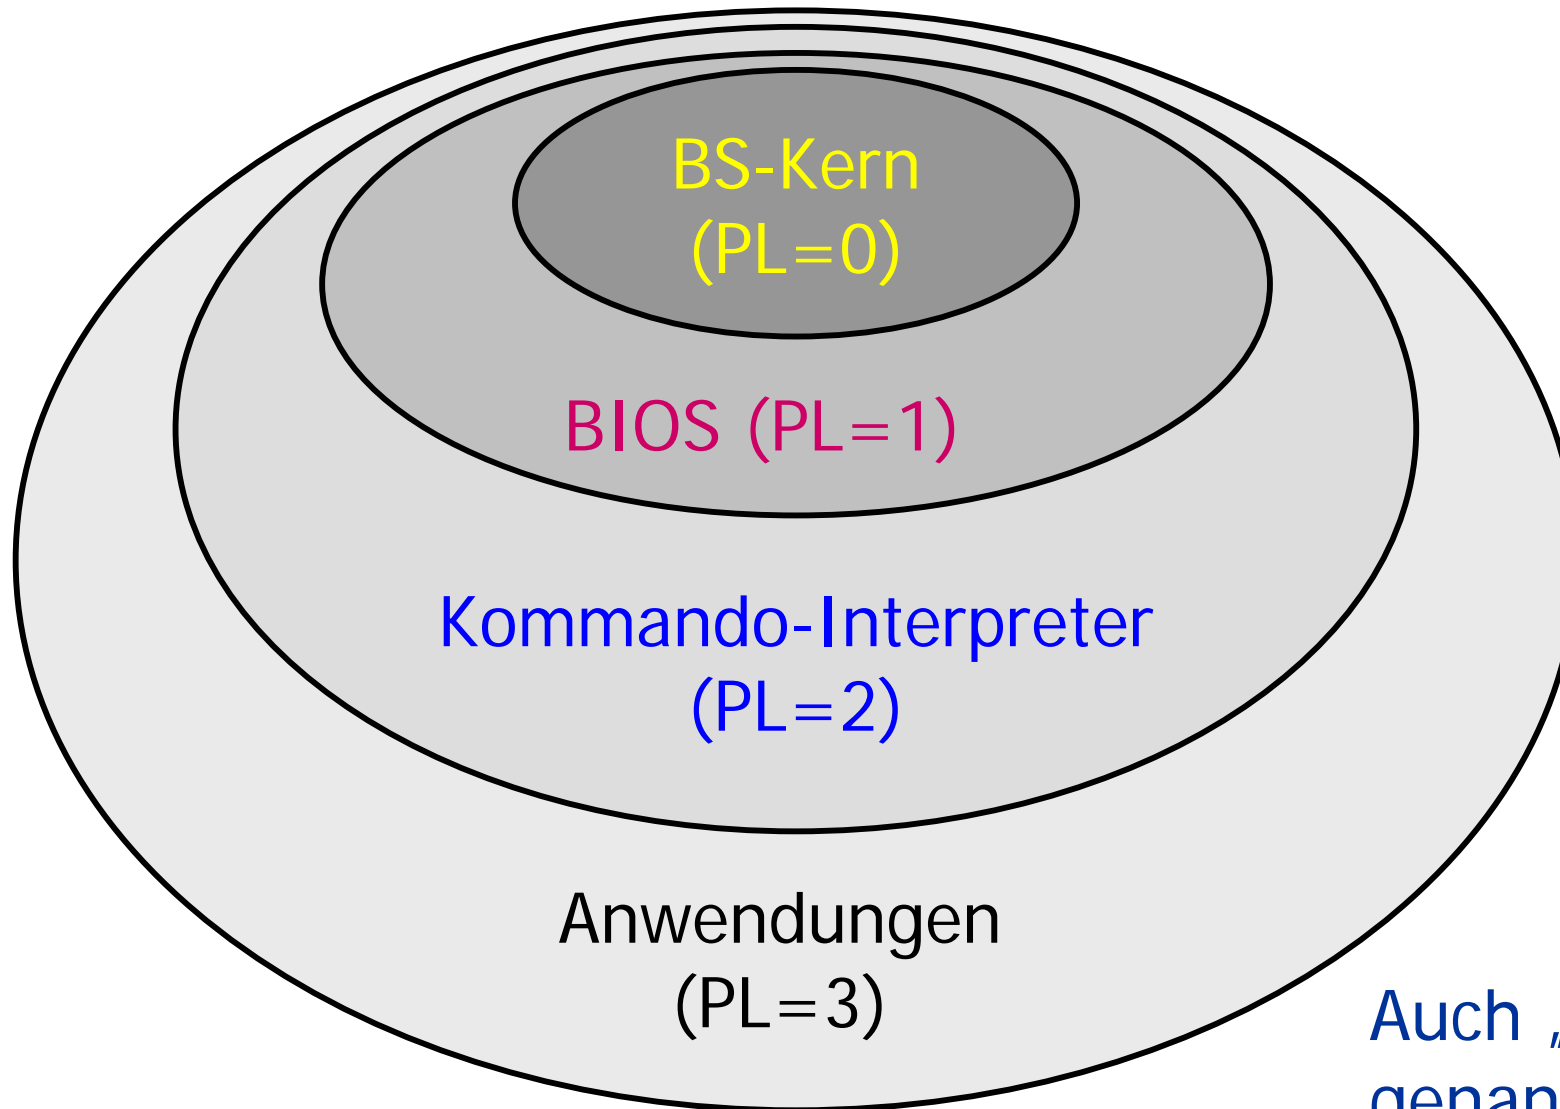 BS-Kern
(PL=0)
BIOS (PL=1)
Kommando-Interpreter
(PL=2)
Anwendungen
(PL=3)
Auch „